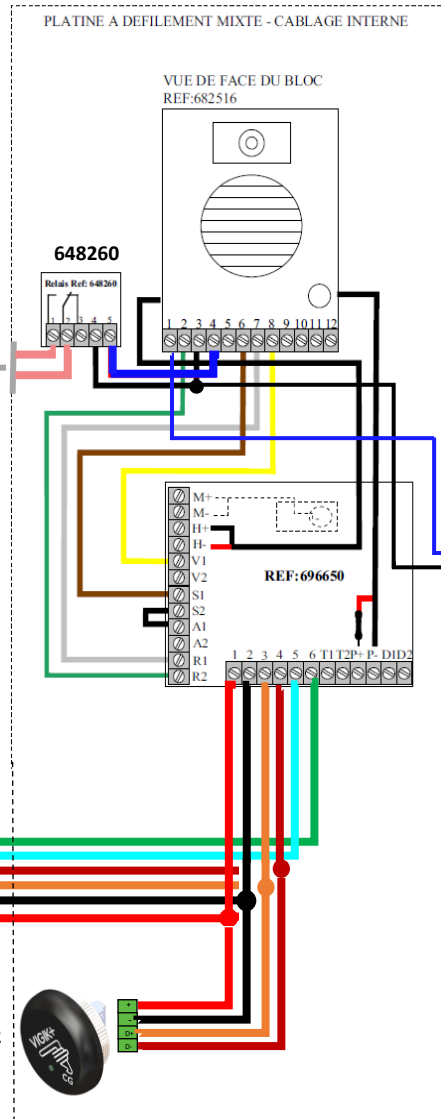 PLATINE A DEFILEMENT MIXTE - CABLAGE INTERNE
VUE DE FACE DU BLOC
REF:682516
648260
Relais Ref: 648260
1 2 3 4 5
1 2 3 4 5 6 7 8 9 10 11 12
M+
M-
H+
H-
V1
V2
S1
S2
A1
A2
R1
R2
REF:696650
1 2 3 4 5 6 T1 T2 P+ P- D1 D2
+
-
D+
D-
VIGIK+
CG